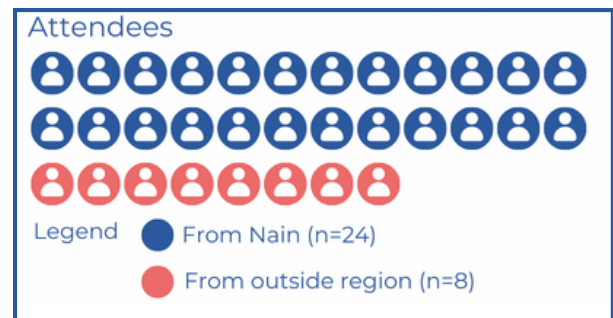 Attendees
Legend
From Nain (n=24)
From outside region (n=8)